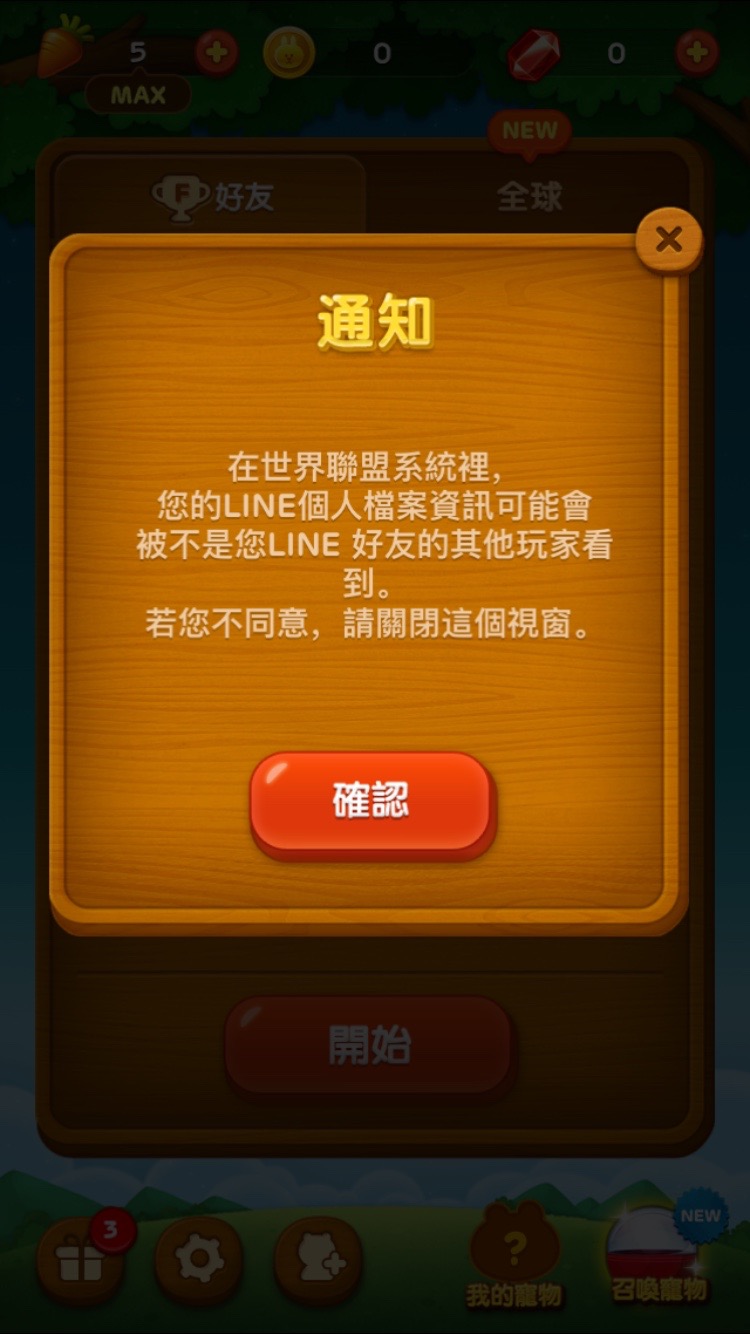 5
0
0
MAX
NEW
F好友
全球
通知
在世界聯盟系統裡,
您的LINE個人檔案資訊可能會
被不是您LINE 好友的其他玩家看
到。
若您不同意，請關閉這個視窗。
確認
開始
3
NEW
?
我的寵物
召喚寵物